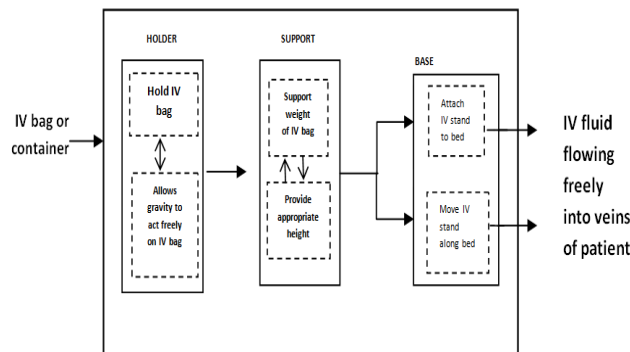 HOLDER
SUPPORT
BASE
IV bag or
container
Hold IV
bag
Allows
gravity to
act freely
on IV bag
Support
weight
of IV bag
Provide
appropriate
height
Attach
IV stand
to bed
Move IV
stand
along bed
IV fluid
flowing
freely
into veins
of patient